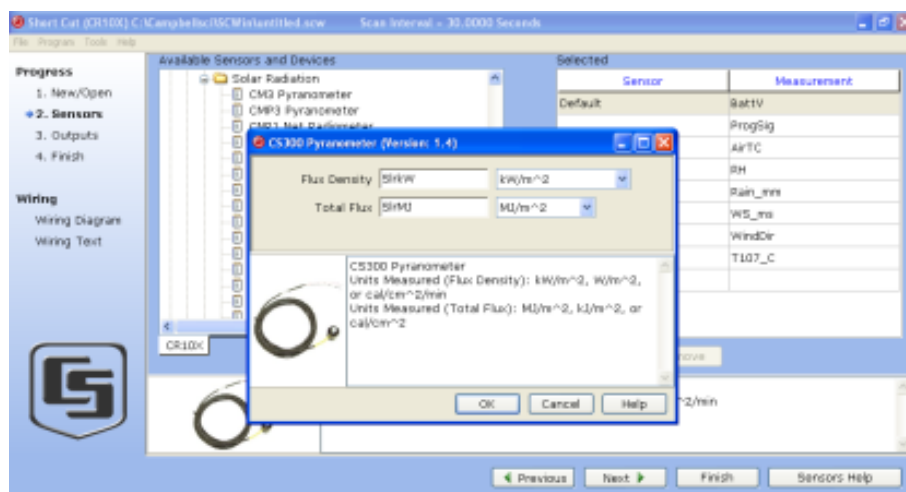 Short Cut (CR10X) C:\Campbellsci\SCWin\untitled.scw Scan Interval = 30.0000 Seconds
File Program Tools Help
Progress
1. New/Open
2. Sensors
3. Outputs
4. Finish
Wiring
Wiring Diagram
Wiring Text
Available Sensors and Devices
Solar Radiation
CM3 Pyranometer
CMP3 Pyranometer
CNR1 Net Radiometer
CR10X
Selected
Sensor Measurement
Default BattV
ProgSig
AirTC
RH
Rain_mm
WS_ms
WindDir
T107_C
CS300 Pyranometer (Version: 1.4)
Flux Density SlrkW kW/m^2
Total Flux SlrMJ MJ/m^2
CS300 Pyranometer
Units Measured (Flux Density): kW/m^2, W/m^2,
or cal/cm^2/min
Units Measured (Total Flux): MJ/m^2, kJ/m^2, or
cal/cm^2
OK Cancel Help
^2/min
Previous Next Finish Sensors Help